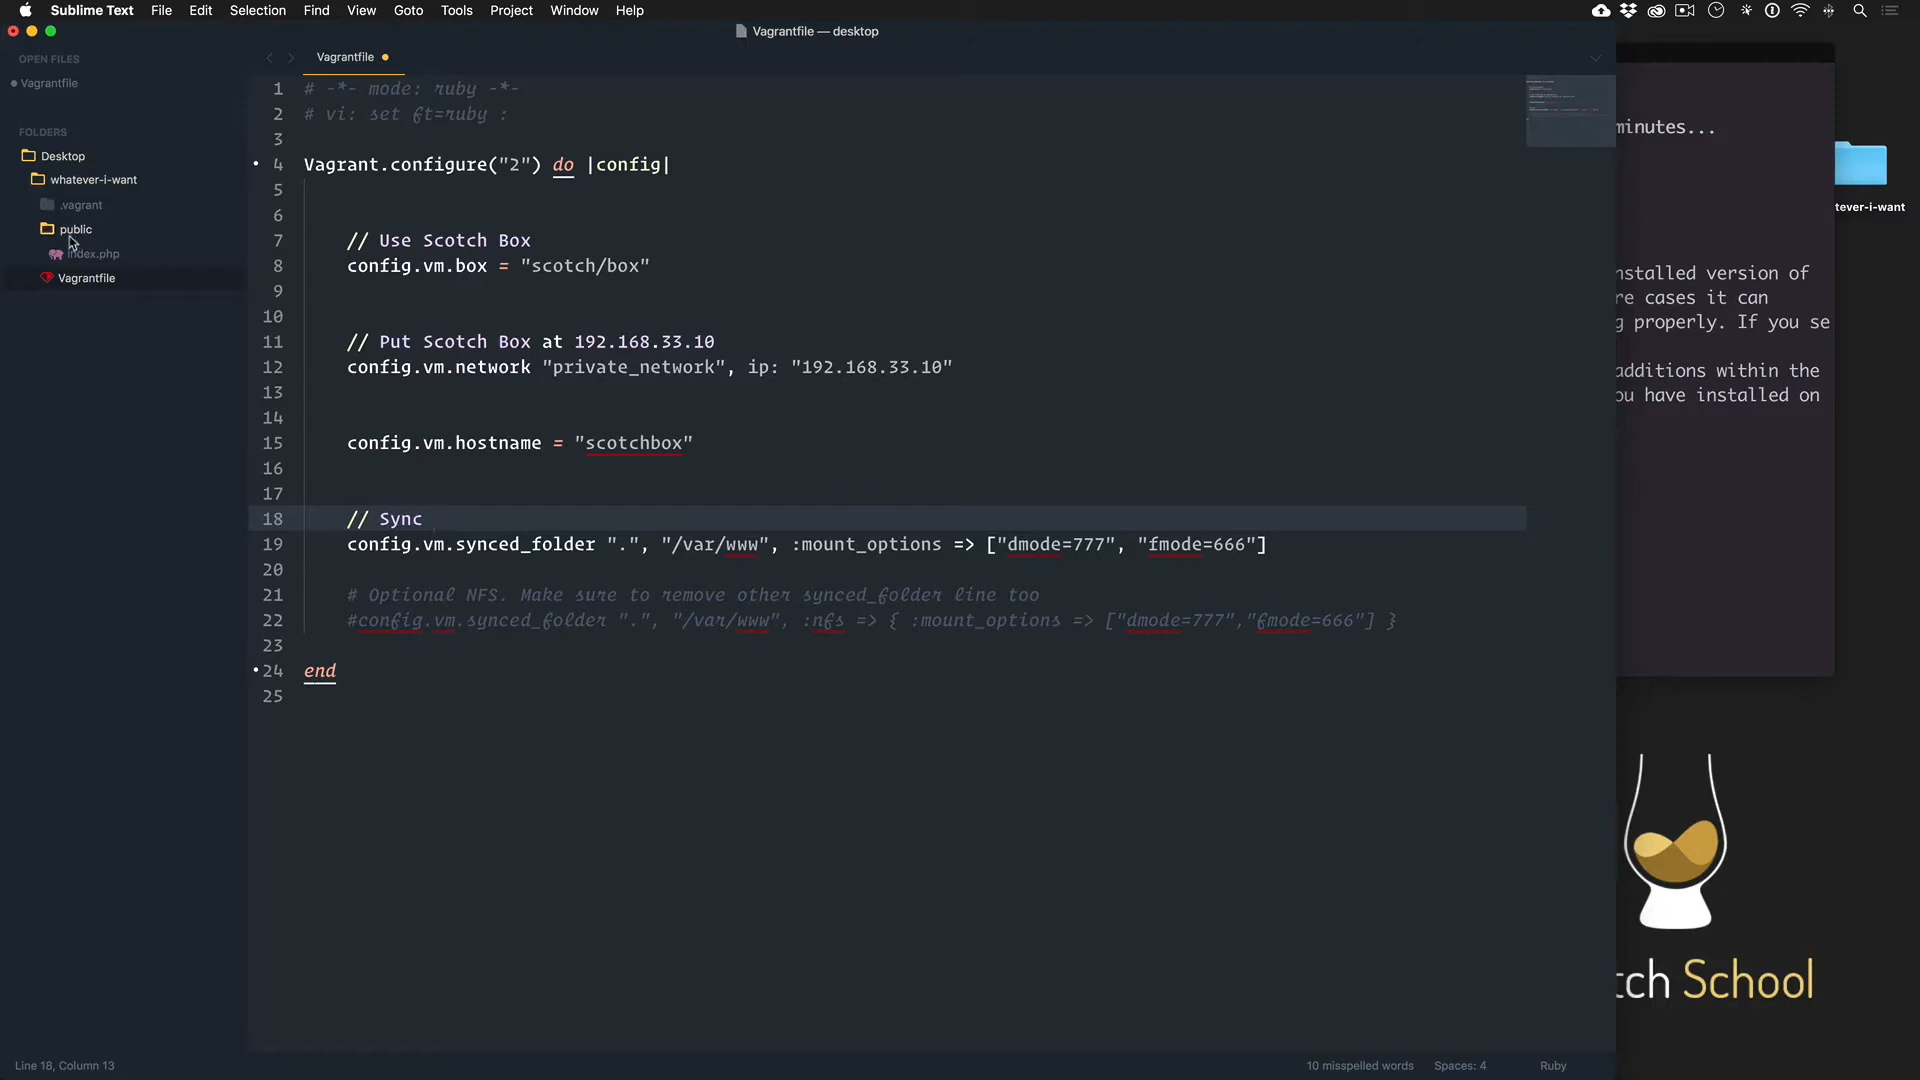 Sublime Text File Edit Selection Find View Goto Tools Project Window Help
Vagrantfile — desktop
OPEN FILES
Vagrantfile
FOLDERS
Desktop
whatever-i-want
.vagrant
public
index.php
Vagrantfile
Vagrantfile
1 # -*- mode: ruby -*-
2 # vi: set ft=ruby :
3
4 Vagrant.configure("2") do |config|
5
6
7 // Use Scotch Box
8 config.vm.box = "scotch/box"
9
10
11 // Put Scotch Box at 192.168.33.10
12 config.vm.network "private_network", ip: "192.168.33.10"
13
14
15 config.vm.hostname = "scotchbox"
16
17
18 // Sync
19 config.vm.synced_folder ".", "/var/www", :mount_options => ["dmode=777", "fmode=666"]
20
21 # Optional NFS. Make sure to remove other synced_folder line too
22 #config.vm.synced_folder ".", "/var/www", :nfs => { :mount_options => ["dmode=777","fmode=666"] }
23
24 end
25
minutes...
nstalled version of
re cases it can
g properly. If you se
additions within the
ou have installed on
tever-i-want
tch School
Line 18, Column 13
10 misspelled words
Spaces: 4
Ruby